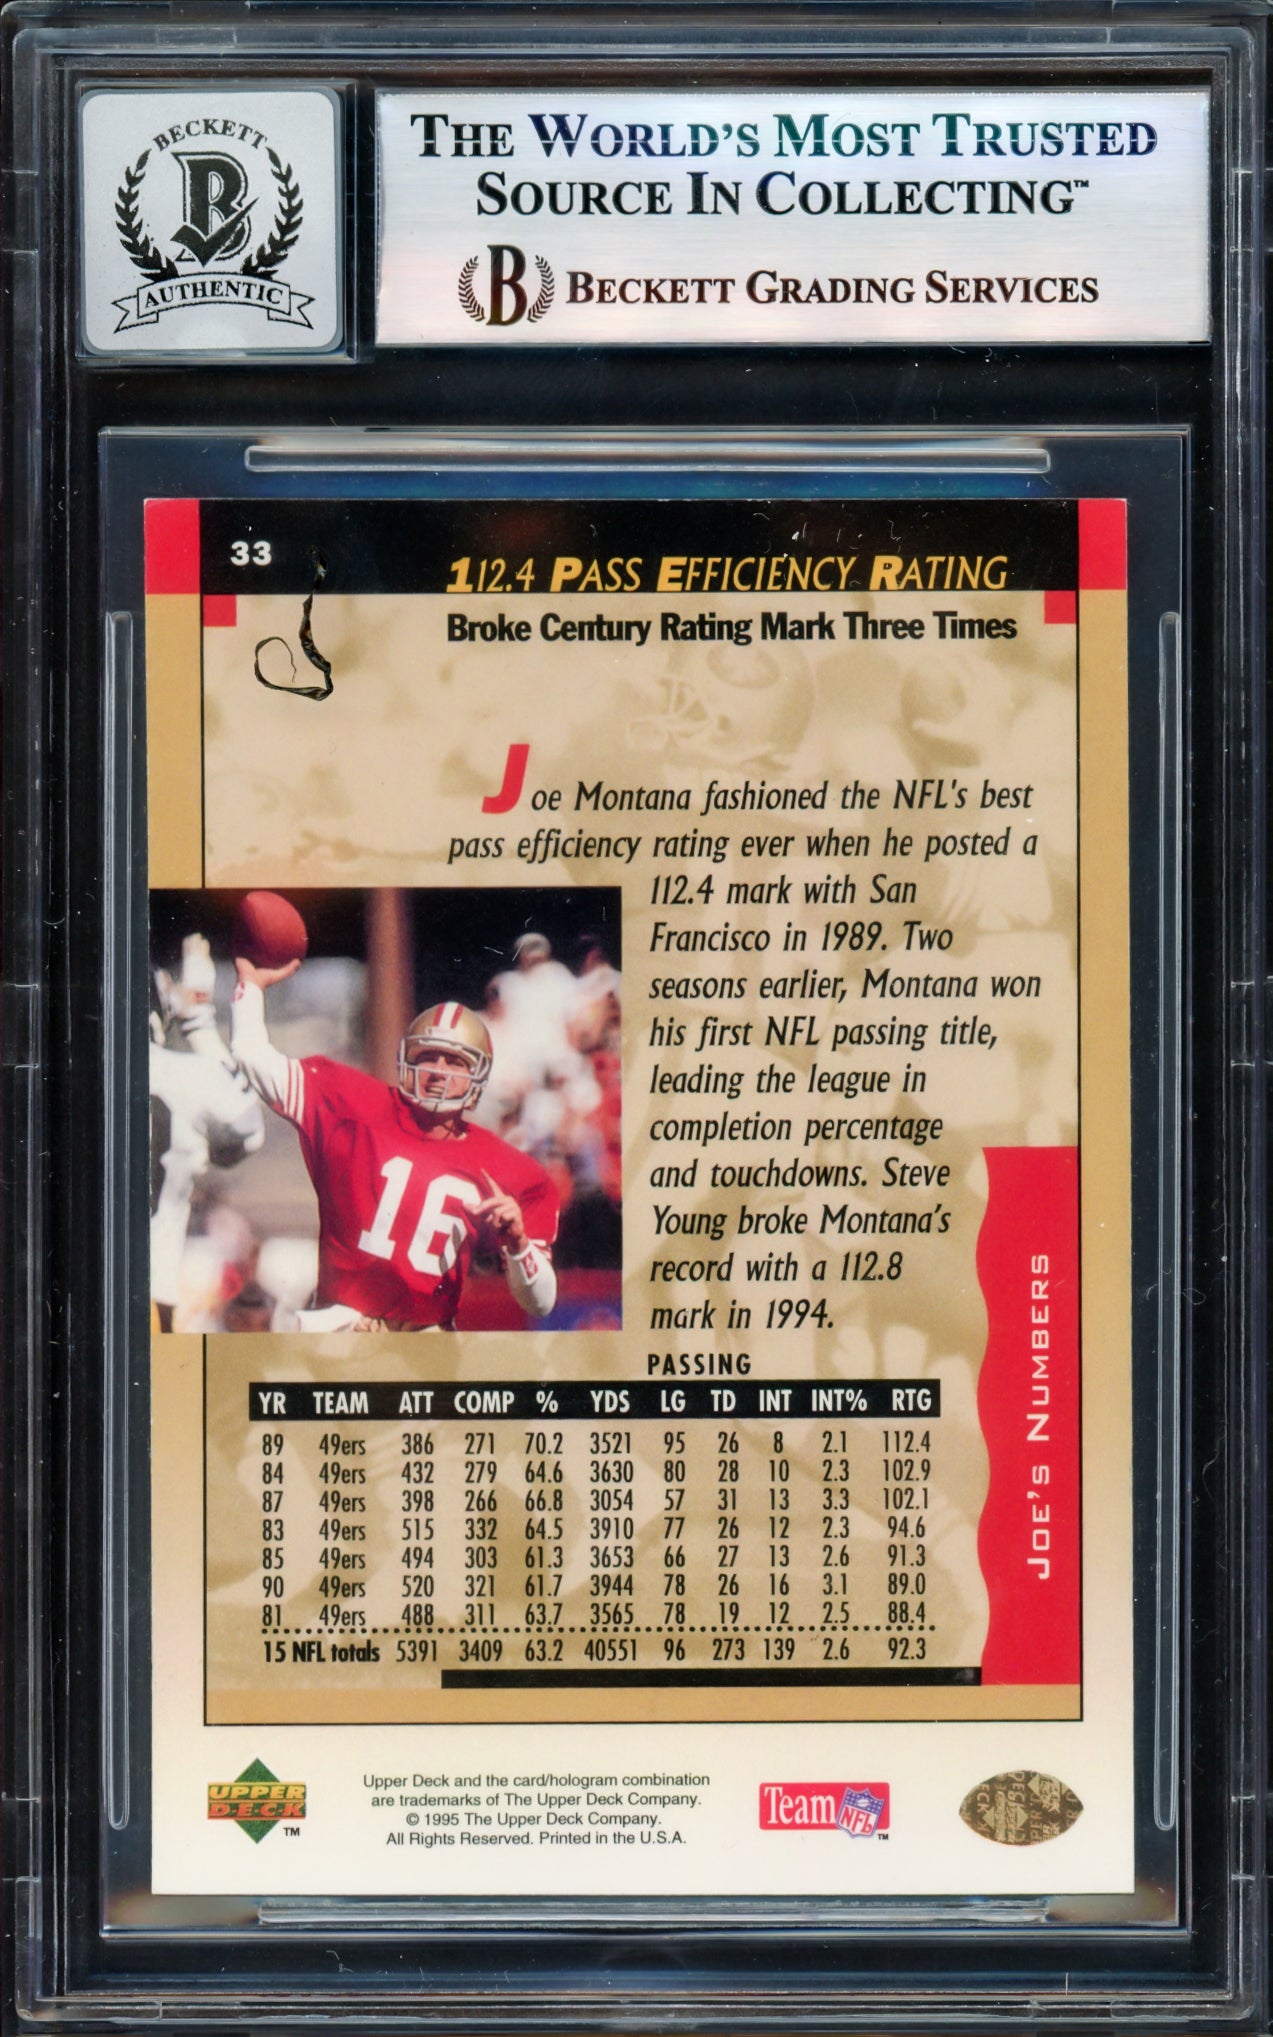 BECKETT
B
AUTHENTIC
THE WORLD'S MOST TRUSTED
SOURCE IN COLLECTING™
B BECKETT GRADING SERVICES
33
112.4 PASS EFFICIENCY RATING
Broke Century Rating Mark Three Times
Joe Montana fashioned the NFL's best
pass efficiency rating ever when he posted a
112.4 mark with San
Francisco in 1989. Two
seasons earlier, Montana won
his first NFL passing title,
leading the league in
completion percentage
and touchdowns. Steve
Young broke Montana's
record with a 112.8
mark in 1994.
16
JOE'S NUMBERS
PASSING
YR TEAM ATT COMP % YDS LG TD INT INT% RTG
89 49ers 386 271 70.2 3521 95 26 8 2.1 112.4
84 49ers 432 279 64.6 3630 80 28 10 2.3 102.9
87 49ers 398 266 66.8 3054 57 31 13 3.3 102.1
83 49ers 515 332 64.5 3910 77 26 12 2.3 94.6
85 49ers 494 303 61.3 3653 66 27 13 2.6 91.3
90 49ers 520 321 61.7 3944 78 26 16 3.1 89.0
81 49ers 488 311 63.7 3565 78 19 12 2.5 88.4
15 NFL totals 5391 3409 63.2 40551 96 273 139 2.6 92.3
UPPER
DECK
™
Upper Deck and the card/hologram combination
are trademarks of The Upper Deck Company.
© 1995 The Upper Deck Company.
All Rights Reserved. Printed in the U.S.A.
Team NFL™